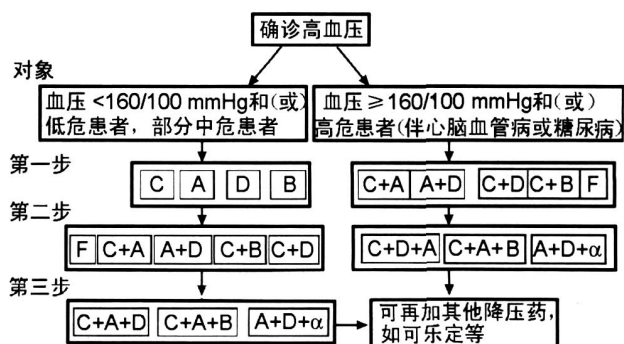 确诊高血压
对象
血压 <160/100 mmHg和(或)
低危患者，部分中危患者
血压 ≥ 160/100 mmHg和(或)
高危患者(伴心脑血管病或糖尿病)
第一步
C A D B
C+A A+D C+D C+B F
第二步
F C+A A+D C+B C+D
C+D+A C+A+B A+D+α
第三步
C+A+D C+A+B A+D+α
可再加其他降压药，
如可乐定等